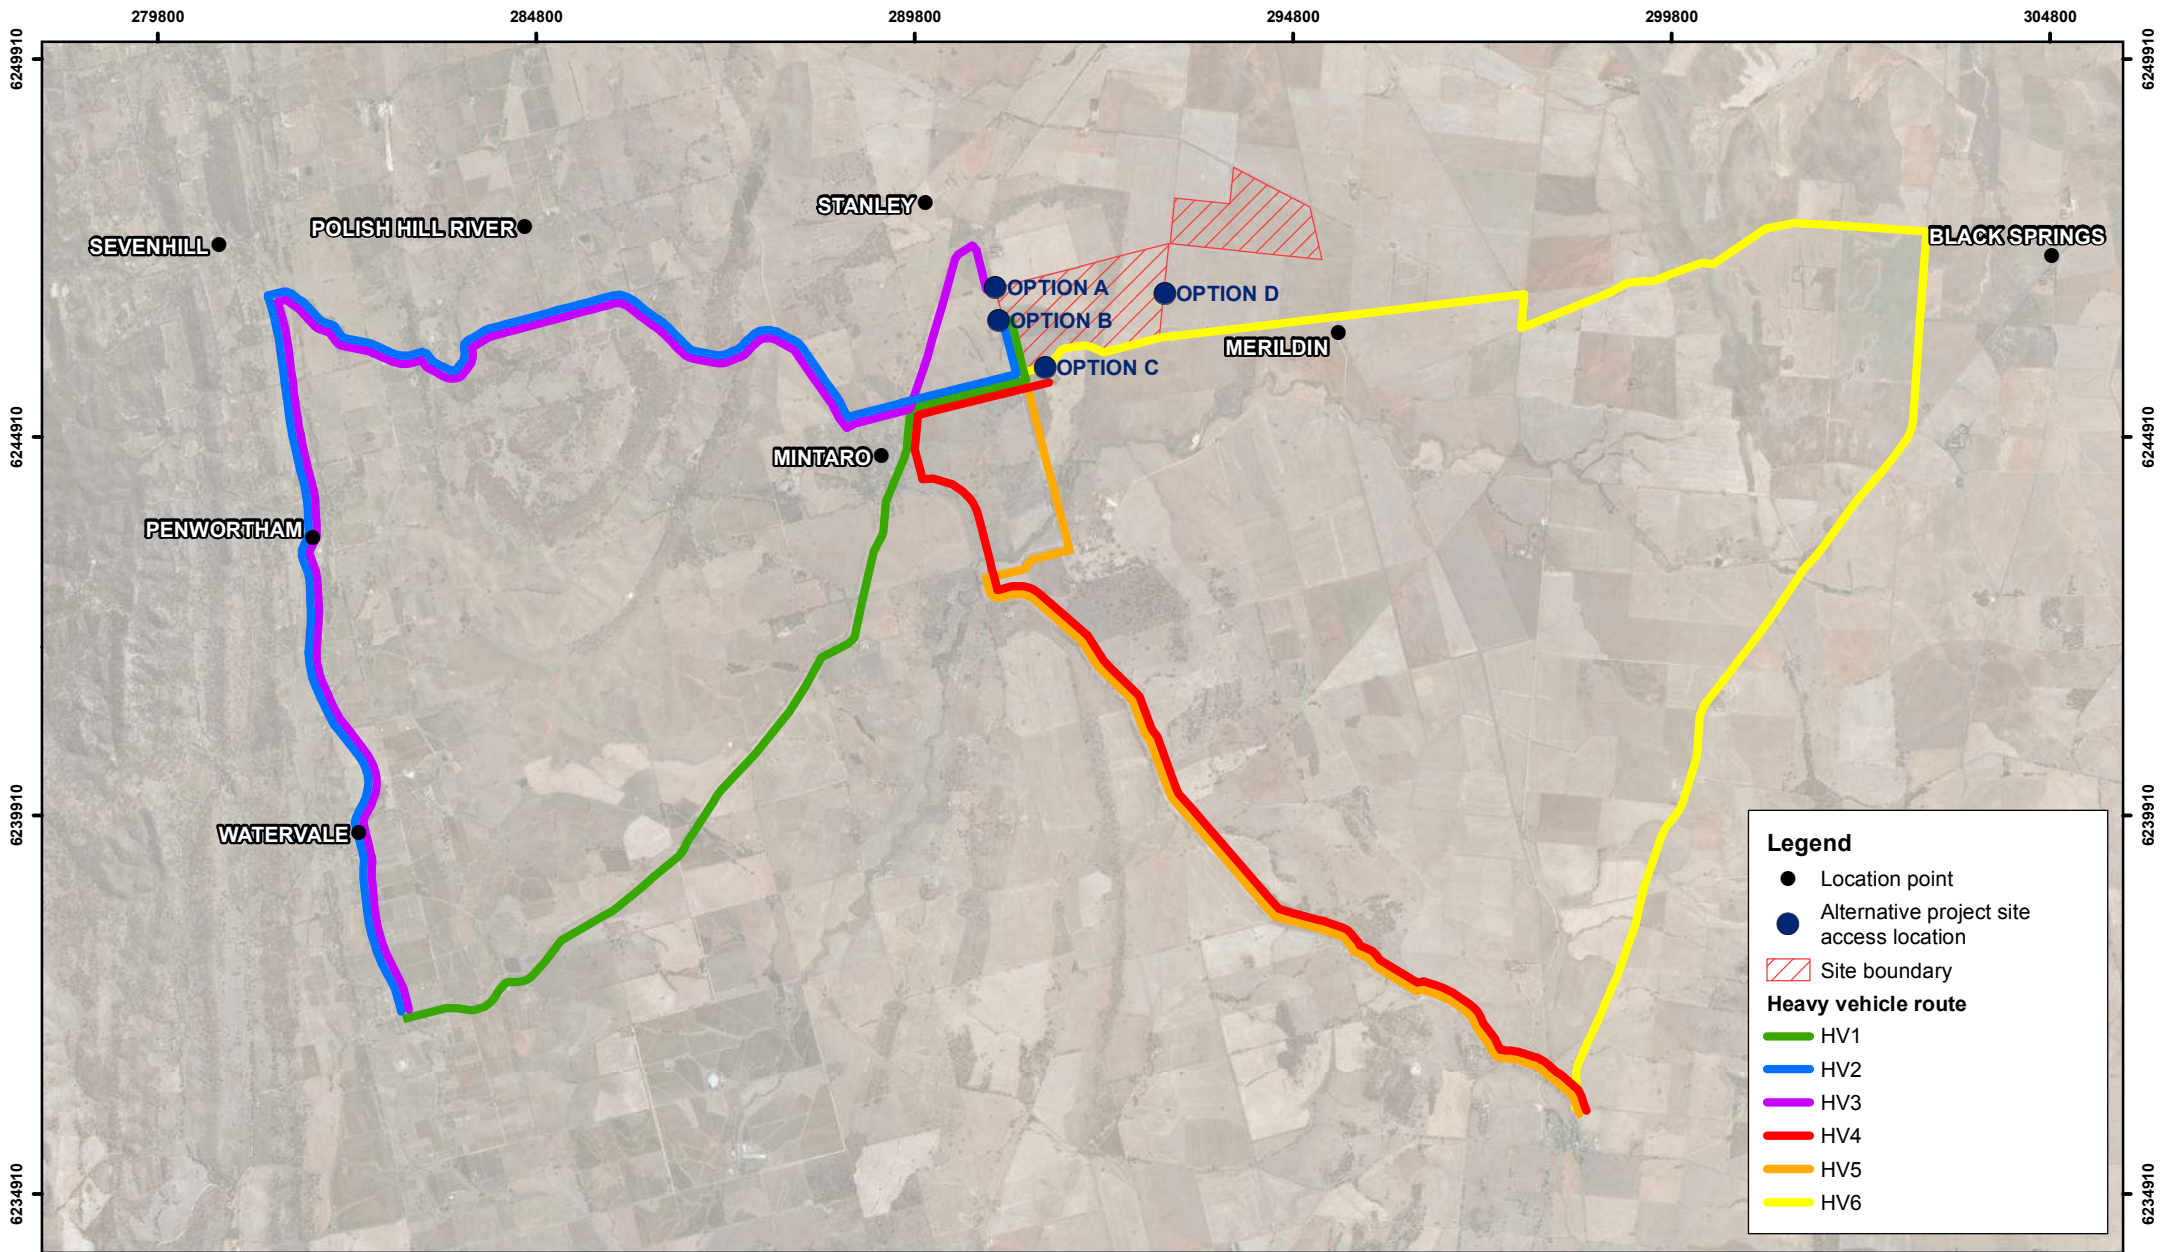 279800
284800
289800
294800
299800
304800
6249910
6249910
STANLEY
POLISH HILL RIVER
SEVENHILL
BLACK SPRINGS
OPTION A
OPTION D
OPTION B
MERILDIN
OPTION C
6244910
6244910
MINTARO
PENWORTHAM
WATERVALE
6239910
6239910
Legend
Location point
Alternative project site
access location
Site boundary
Heavy vehicle route
HV1
HV2
HV3
HV4
HV5
HV6
6234910
6234910